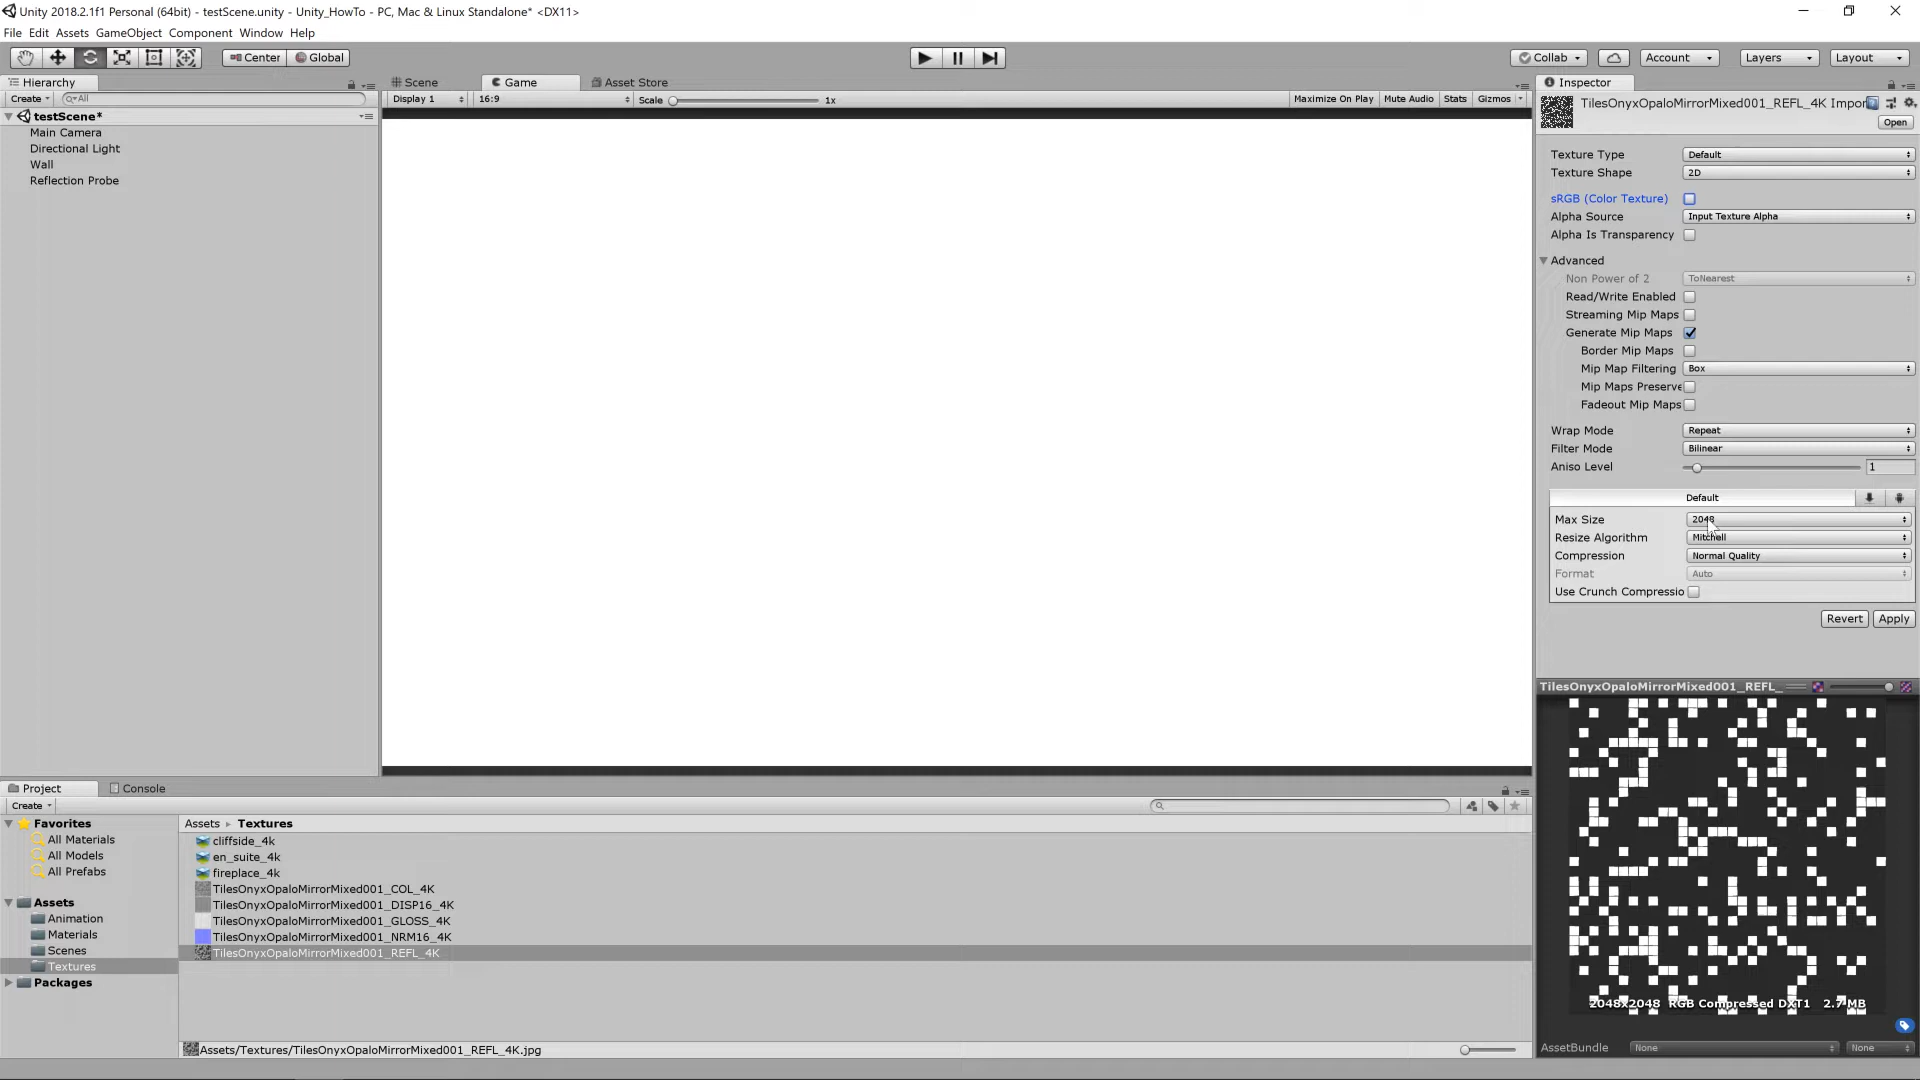 Unity 2018.2.1f1 Personal (64bit) - testScene.unity - Unity_HowTo - PC, Mac & Linux Standalone* <DX11>
File Edit Assets GameObject Component Window Help
Center Global Collab Account Layers Layout
Hierarchy
Create All
testScene*
Main Camera
Directional Light
Wall
Reflection Probe
Scene Game Asset Store
Display 1 16:9 Scale 1x Maximize On Play Mute Audio Stats Gizmos
Inspector
TilesOnyxOpaloMirrorMixed001_REFL_4K Impor
Open
Texture Type Default
Texture Shape 2D
sRGB (Color Texture)
Alpha Source Input Texture Alpha
Alpha Is Transparency
Advanced
Non Power of 2 ToNearest
Read/Write Enabled
Streaming Mip Maps
Generate Mip Maps
Border Mip Maps
Mip Map Filtering Box
Mip Maps Preserve
Fadeout Mip Maps
Wrap Mode Repeat
Filter Mode Bilinear
Aniso Level 1
Default
Max Size 2048
Resize Algorithm Mitchell
Compression Normal Quality
Format Auto
Use Crunch Compressio
Revert Apply
TilesOnyxOpaloMirrorMixed001_REFL_
2048x2048 RGB Compressed DXT1 2.7 MB
AssetBundle None None
Project Console
Create
Favorites
All Materials
All Models
All Prefabs
Assets
Animation
Materials
Scenes
Textures
Packages
Assets Textures
cliffside_4k
en_suite_4k
fireplace_4k
TilesOnyxOpaloMirrorMixed001_COL_4K
TilesOnyxOpaloMirrorMixed001_DISP16_4K
TilesOnyxOpaloMirrorMixed001_GLOSS_4K
TilesOnyxOpaloMirrorMixed001_NRM16_4K
TilesOnyxOpaloMirrorMixed001_REFL_4K
Assets/Textures/TilesOnyxOpaloMirrorMixed001_REFL_4K.jpg